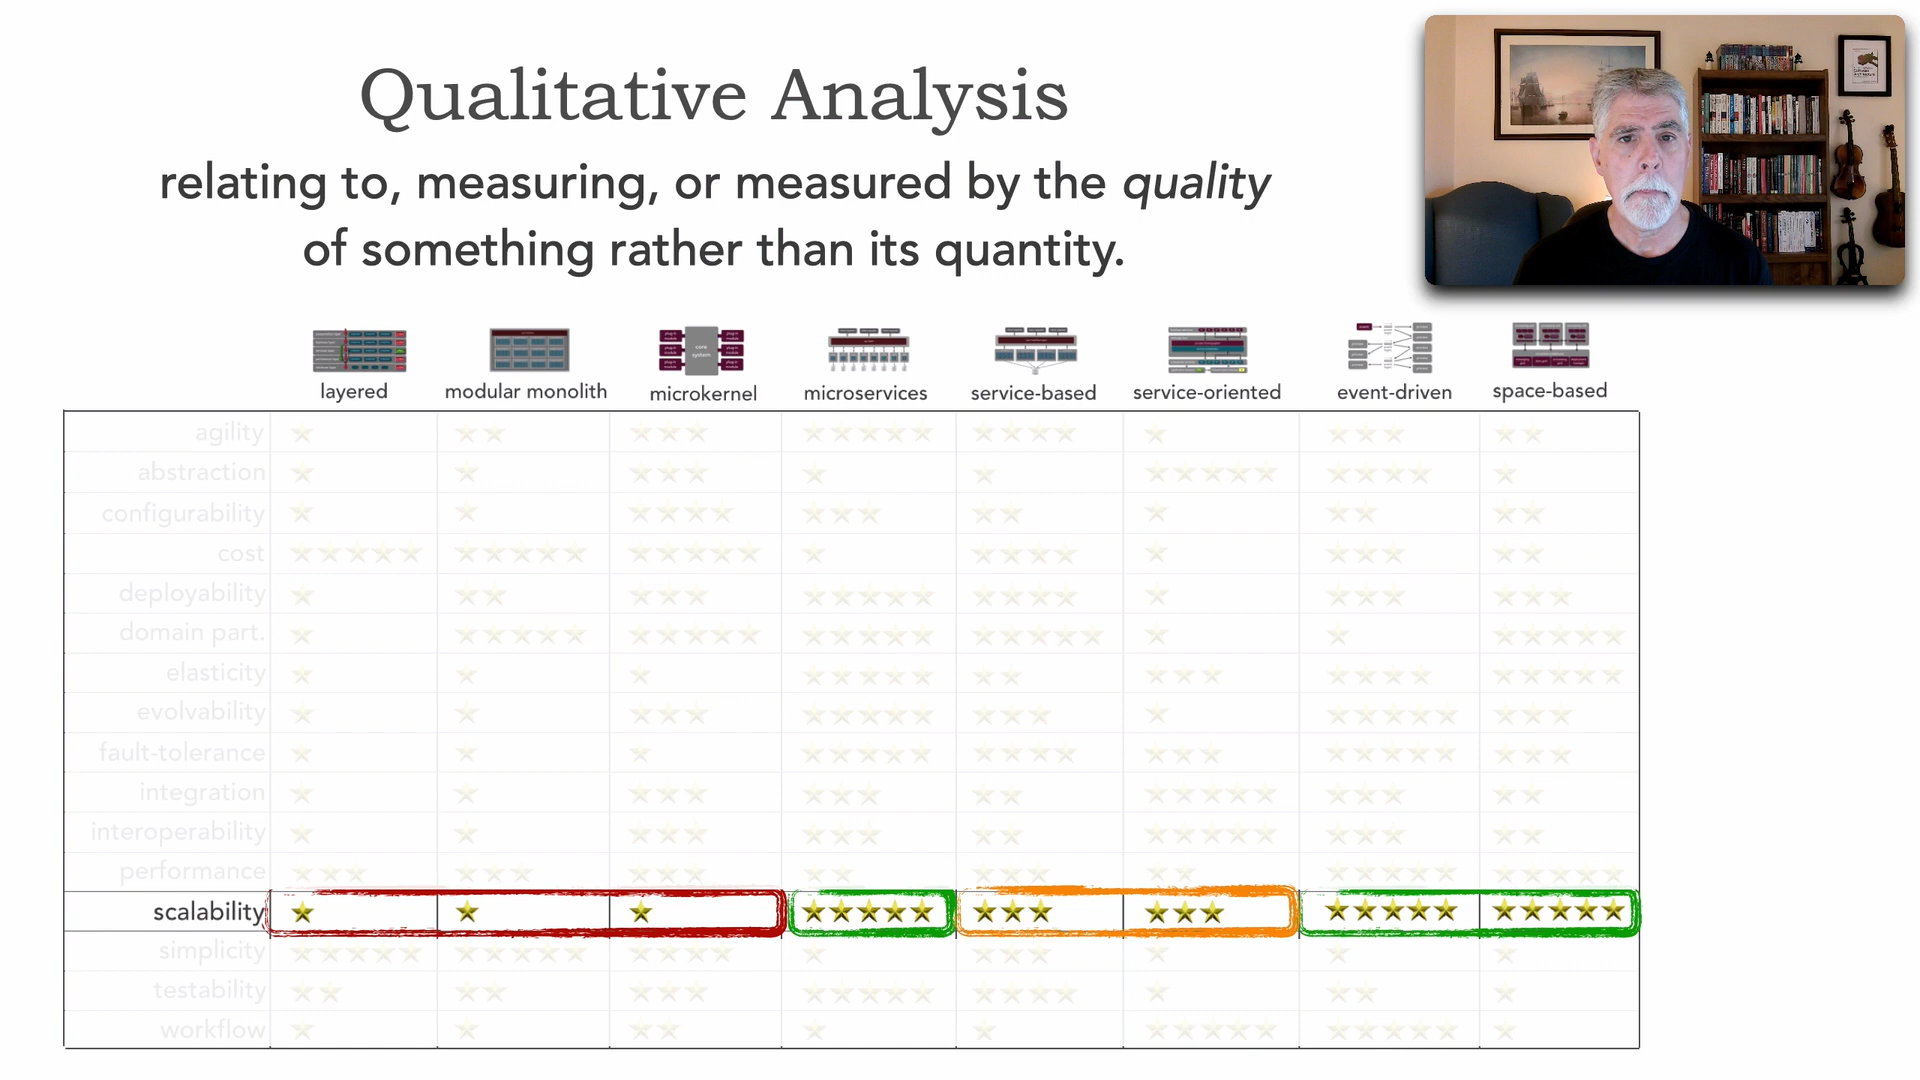 Qualitative Analysis
relating to, measuring, or measured by the quality
of something rather than its quantity.
layered modular monolith microkernel microservices service-based service-oriented event-driven space-based
core
system
agility
abstraction
configurability
cost
deployability
domain part.
elasticity
evolvability
fault-tolerance
integration
interoperability
performance
scalability
simplicity
testability
workflow